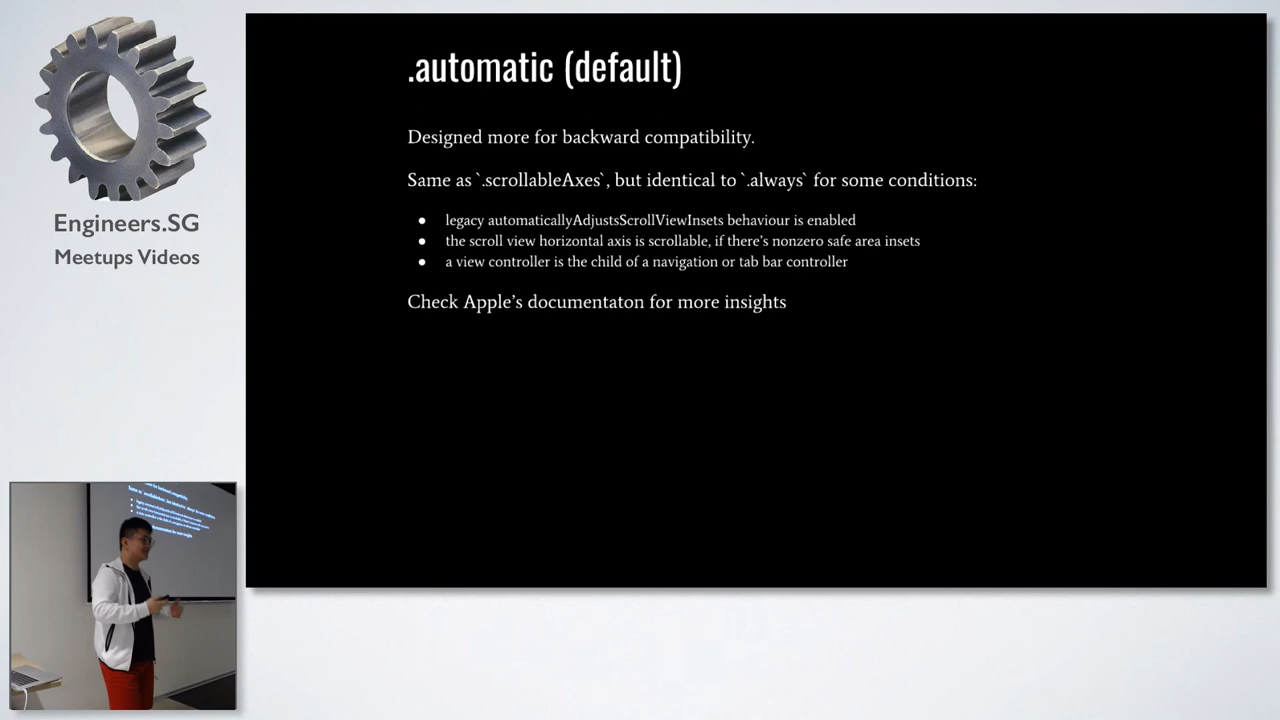 Engineers.SG
Meetups Videos
.automatic (default)
Designed more for backward compatibility.
Same as `.scrollableAxes`, but identical to `.always` for some conditions:
● legacy automaticallyAdjustsScrollViewInsets behaviour is enabled
● the scroll view horizontal axis is scrollable, if there's nonzero safe area insets
● a view controller is the child of a navigation or tab bar controller
Check Apple's documentaton for more insights